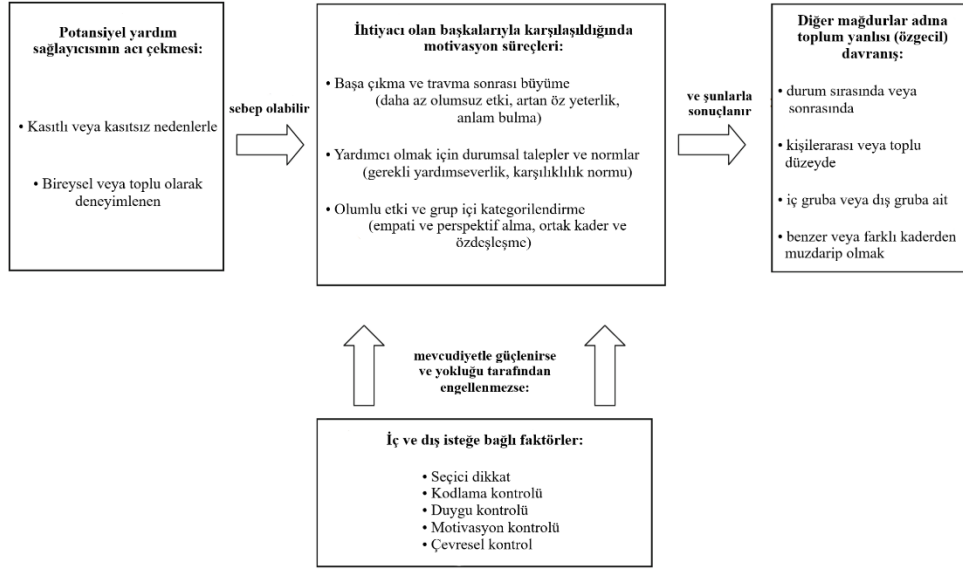 Potansiyel yardım
sağlayıcısının acı çekmesi:
• Kasıtlı veya kasıtsız nedenlerle
• Bireysel veya toplu olarak
deneyimlenen
sebep olabilir
İhtiyacı olan başkalarıyla karşılaşıldığında
motivasyon süreçleri:
• Başa çıkma ve travma sonrası büyüme
(daha az olumsuz etki, artan öz yeterlik,
anlam bulma)
• Yardımcı olmak için durumsal talepler ve normlar
(gerekli yardımseverlik, karşılıklılık normu)
• Olumlu etki ve grup içi kategorilendirme
(empati ve perspektif alma, ortak kader ve
özdeşleşme)
ve şunlarla
sonuçlanır
Diğer mağdurlar adına
toplum yanlısı (özgecil)
davranış:
• durum sırasında veya
sonrasında
• kişilerarası veya toplu
düzeyde
• iç gruba veya dış gruba ait
• benzer veya farklı kaderden
muzdarip olmak
mevcudiyetle güçlenirse
ve yokluğu tarafından
engellenmezse:
İç ve dış isteğe bağlı faktörler:
• Seçici dikkat
• Kodlama kontrolü
• Duygu kontrolü
• Motivasyon kontrolü
• Çevresel kontrol